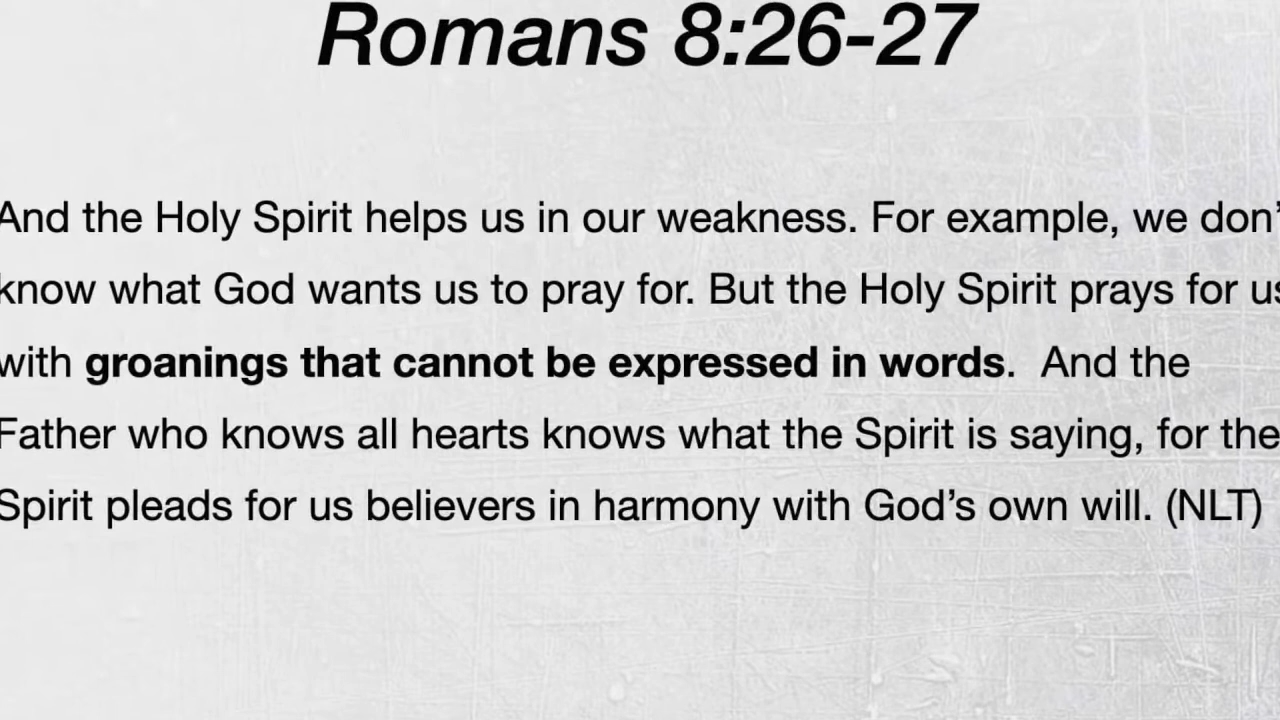 Romans 8:26-27
And the Holy Spirit helps us in our weakness. For example, we don’
know what God wants us to pray for. But the Holy Spirit prays for us
with groanings that cannot be expressed in words.  And the
Father who knows all hearts knows what the Spirit is saying, for the
Spirit pleads for us believers in harmony with God’s own will. (NLT)